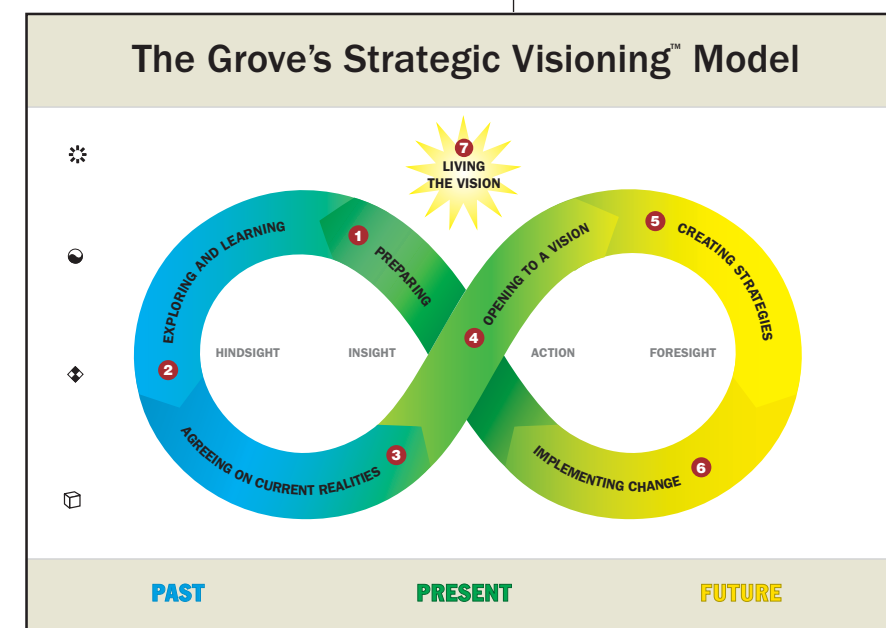 The Grove's Strategic Visioning™ Model
7
LIVING
THE VISION
1
PREPARING
2
EXPLORING AND LEARNING
3
AGREEING ON CURRENT REALITIES
4
OPENING TO A VISION
5
CREATING STRATEGIES
6
IMPLEMENTING CHANGE
HINDSIGHT
INSIGHT
ACTION
FORESIGHT
PAST
PRESENT
FUTURE